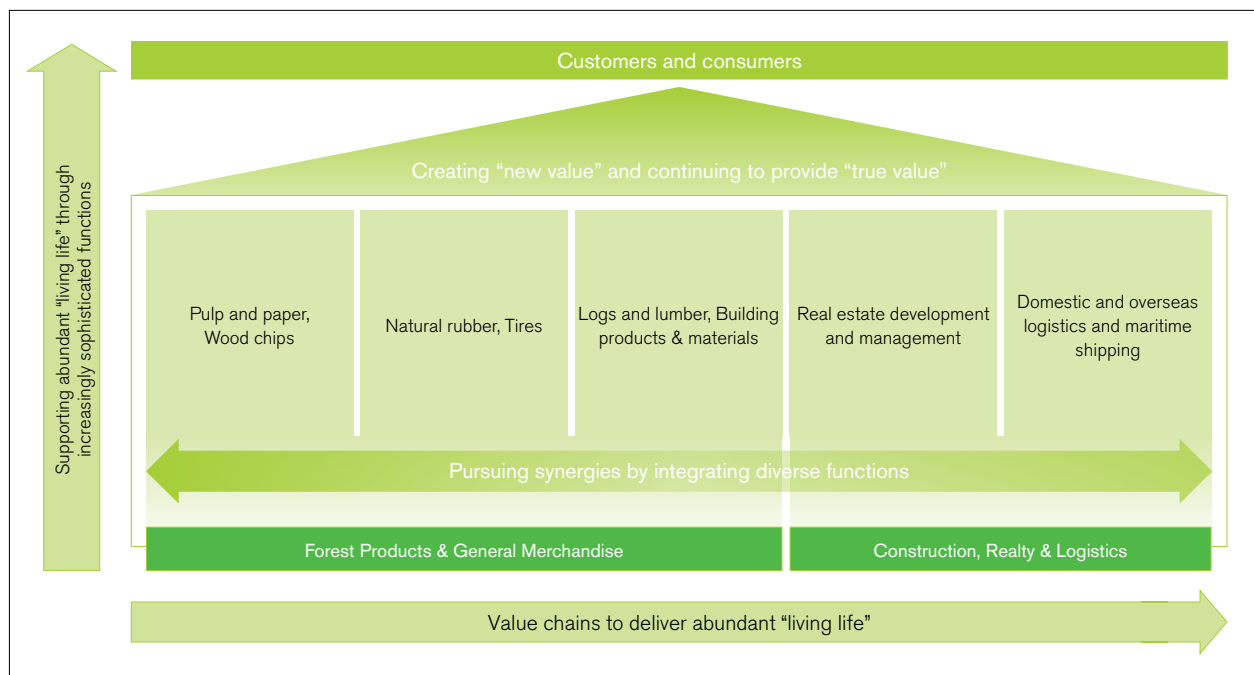 Customers and consumers
Creating “new value” and continuing to provide “true value”
Supporting abundant “living life” through
increasingly sophisticated functions
Pulp and paper,
Wood chips
Natural rubber, Tires
Logs and lumber, Building
products & materials
Real estate development
and management
Domestic and overseas
logistics and maritime
shipping
Pursuing synergies by integrating diverse functions
Forest Products & General Merchandise
Construction, Realty & Logistics
Value chains to deliver abundant “living life”